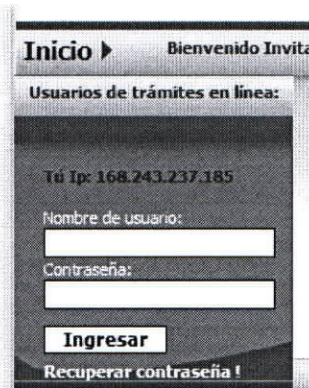 Inicio Bienvenido Invita
Usuarios de trámites en línea:
Tú Ip: 168.243.237.185
Nombre de usuario:
Contraseña:
Ingresar
Recuperar contraseña !